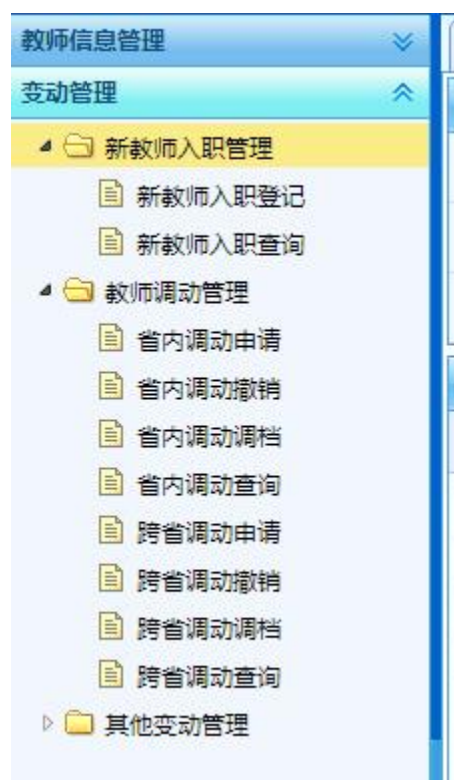 教师信息管理
变动管理
新教师入职管理
新教师入职登记
新教师入职查询
教师调动管理
省内调动申请
省内调动撤销
省内调动调档
省内调动查询
跨省调动申请
跨省调动撤销
跨省调动调档
跨省调动查询
其他变动管理